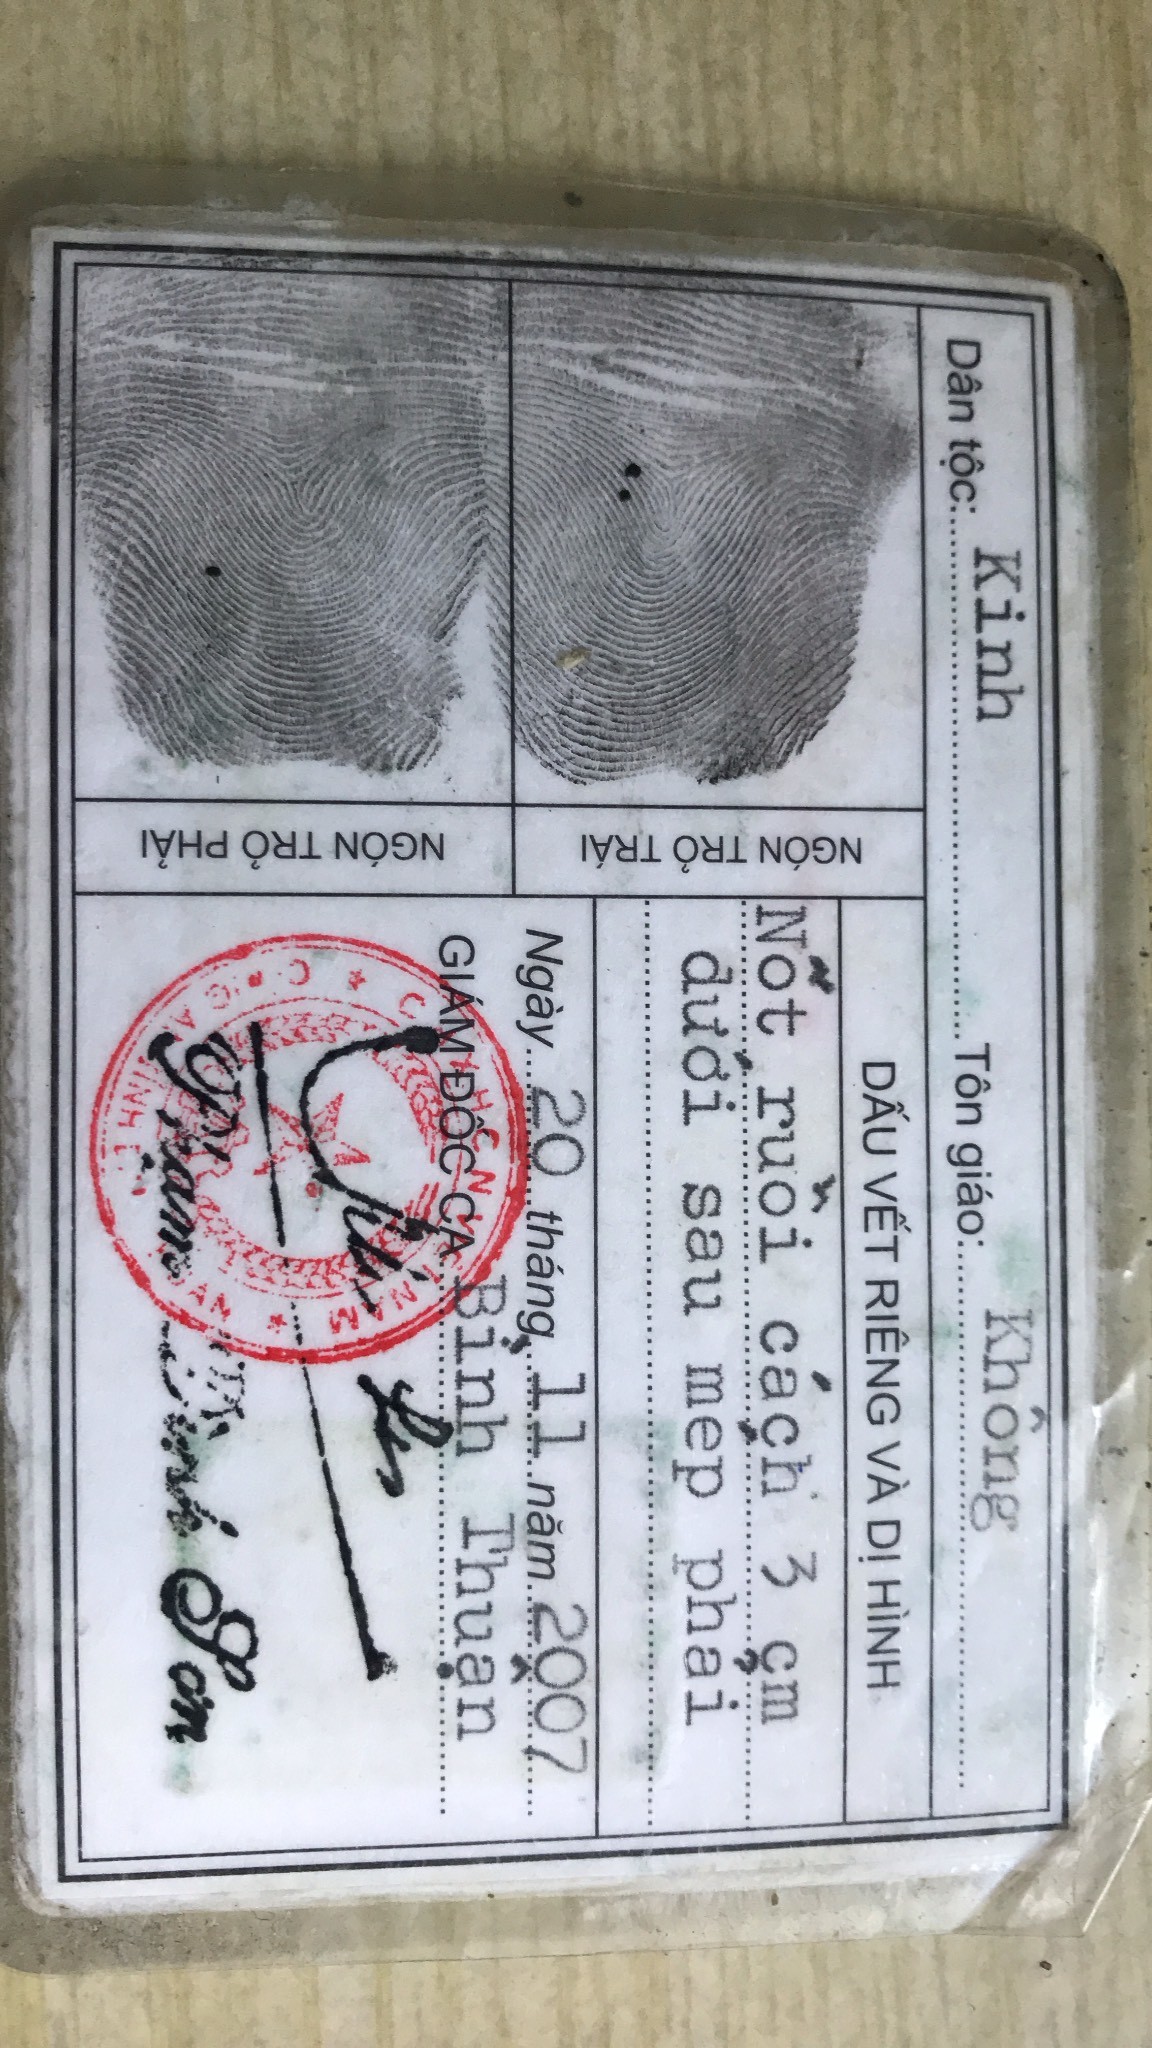 Dân tộc: Kinh Tôn giáo: Không
NGÓN TRỎ TRÁI
NGÓN TRỎ PHẢI
DẤU VẾT RIÊNG VÀ DỊ HÌNH
Nốt ruồi cách 3 cm
dưới sau mép phải
Ngày 20 tháng 11 năm 2007
GIÁM ĐỐC CA Bình Thuận
Sơn